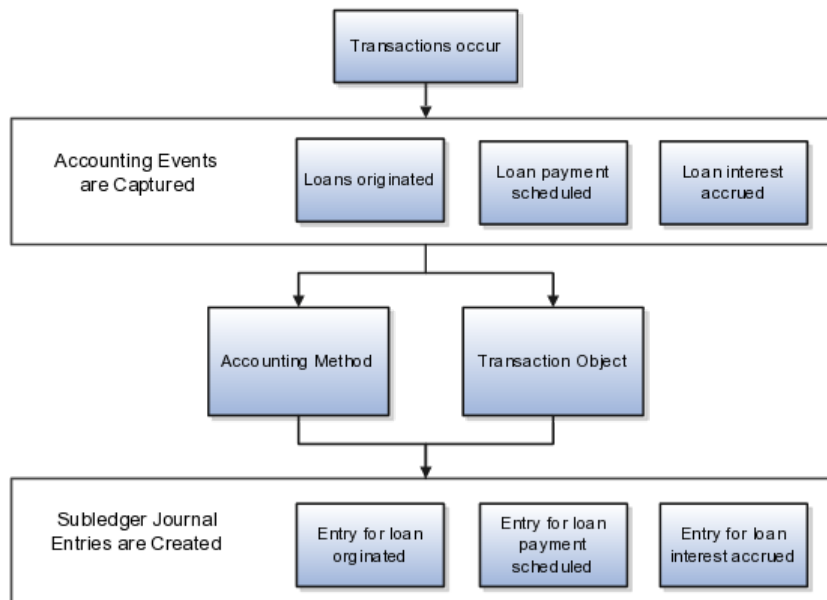 Transactions occur
Accounting Events
are Captured
Loans originated
Loan payment
scheduled
Loan interest
accrued
Accounting Method
Transaction Object
Subledger Journal
Entries are Created
Entry for loan
orginated
Entry for loan
payment
scheduled
Entry for loan
interest accrued